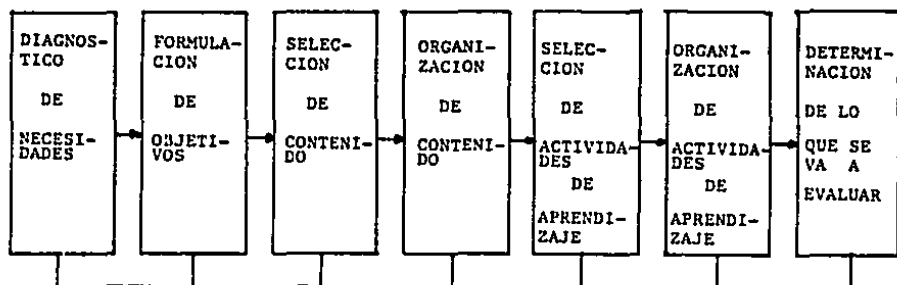 DIAGNOS-
TICO
DE
NECESI-
DADES
FORMULA-
CION
DE
OBJETI-
VOS
SELEC-
CION
DE
CONTENI-
DO
ORGANI-
ZACION
DE
CONTENI-
DO
SELEC-
CION
DE
ACTIVIDA-
DES
DE
APRENDI-
ZAJE
ORGANI-
ZACION
DE
ACTIVIDA-
DES
DE
APRENDI-
ZAJE
DETERMI-
NACION
DE LO
QUE SE
VA A
EVALUAR